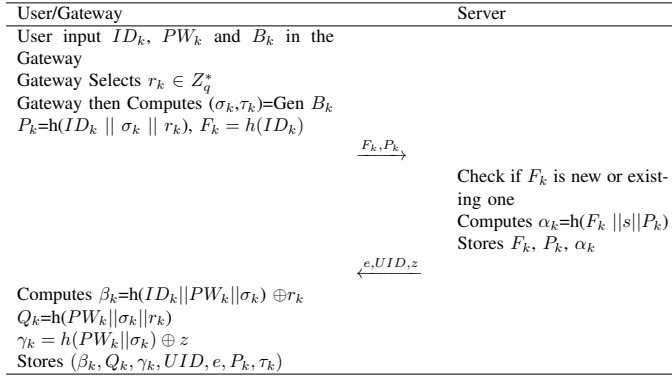 User/Gateway Server
User input ID_k, PW_k and B_k in the
Gateway
Gateway Selects r_k ∈ Z_q^*
Gateway then Computes (σ_k,τ_k)=Gen B_k
P_k=h(ID_k || σ_k || r_k), F_k = h(ID_k)
F_k,P_k
Check if F_k is new or exist-
ing one
Computes α_k=h(F_k ||s||P_k)
Stores F_k, P_k, α_k
e,UID,z
Computes β_k=h(ID_k||PW_k||σ_k) ⊕r_k
Q_k=h(PW_k||σ_k||r_k)
γ_k = h(PW_k||σ_k) ⊕ z
Stores (β_k, Q_k, γ_k, UID, e, P_k, τ_k)